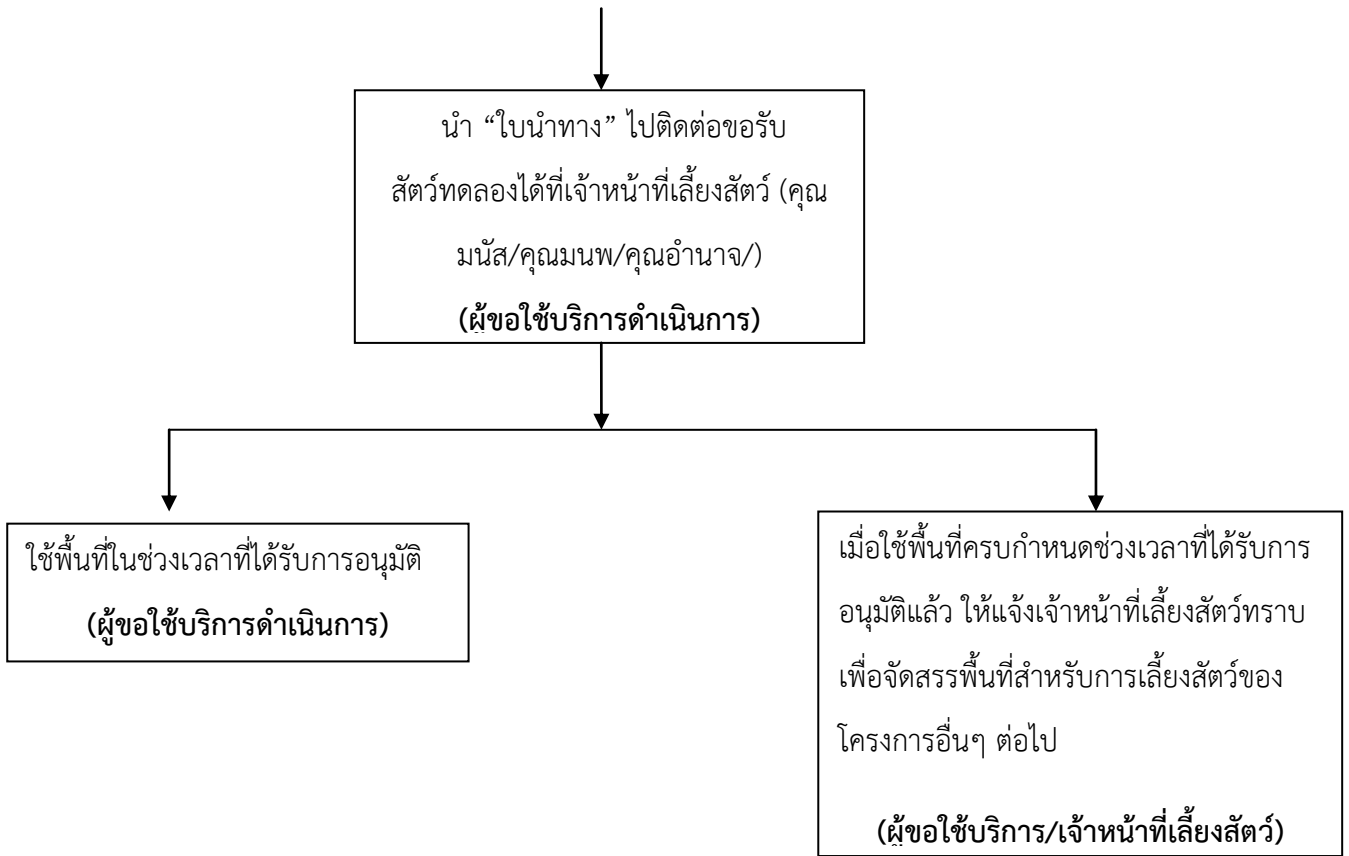 นำ “ใบนำทาง” ไปติดต่อขอรับ
สัตว์ทดลองได้ที่เจ้าหน้าที่เลี้ยงสัตว์ (คุณ
มนัส/คุณมนพ/คุณอำนาจ/)
(ผู้ขอใช้บริการดำเนินการ)
ใช้พื้นที่ในช่วงเวลาที่ได้รับการอนุมัติ
(ผู้ขอใช้บริการดำเนินการ)
เมื่อใช้พื้นที่ครบกำหนดช่วงเวลาที่ได้รับการ
อนุมัติแล้ว ให้แจ้งเจ้าหน้าที่เลี้ยงสัตว์ทราบ
เพื่อจัดสรรพื้นที่สำหรับการเลี้ยงสัตว์ของ
โครงการอื่นๆ ต่อไป
(ผู้ขอใช้บริการ/เจ้าหน้าที่เลี้ยงสัตว์)